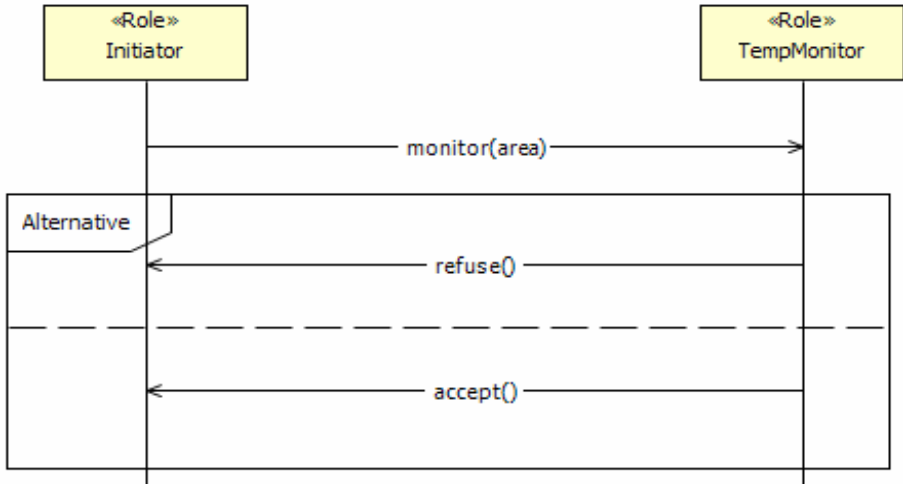 «Role»
Initiator
«Role»
TempMonitor
monitor(area)
Alternative
refuse()
accept()